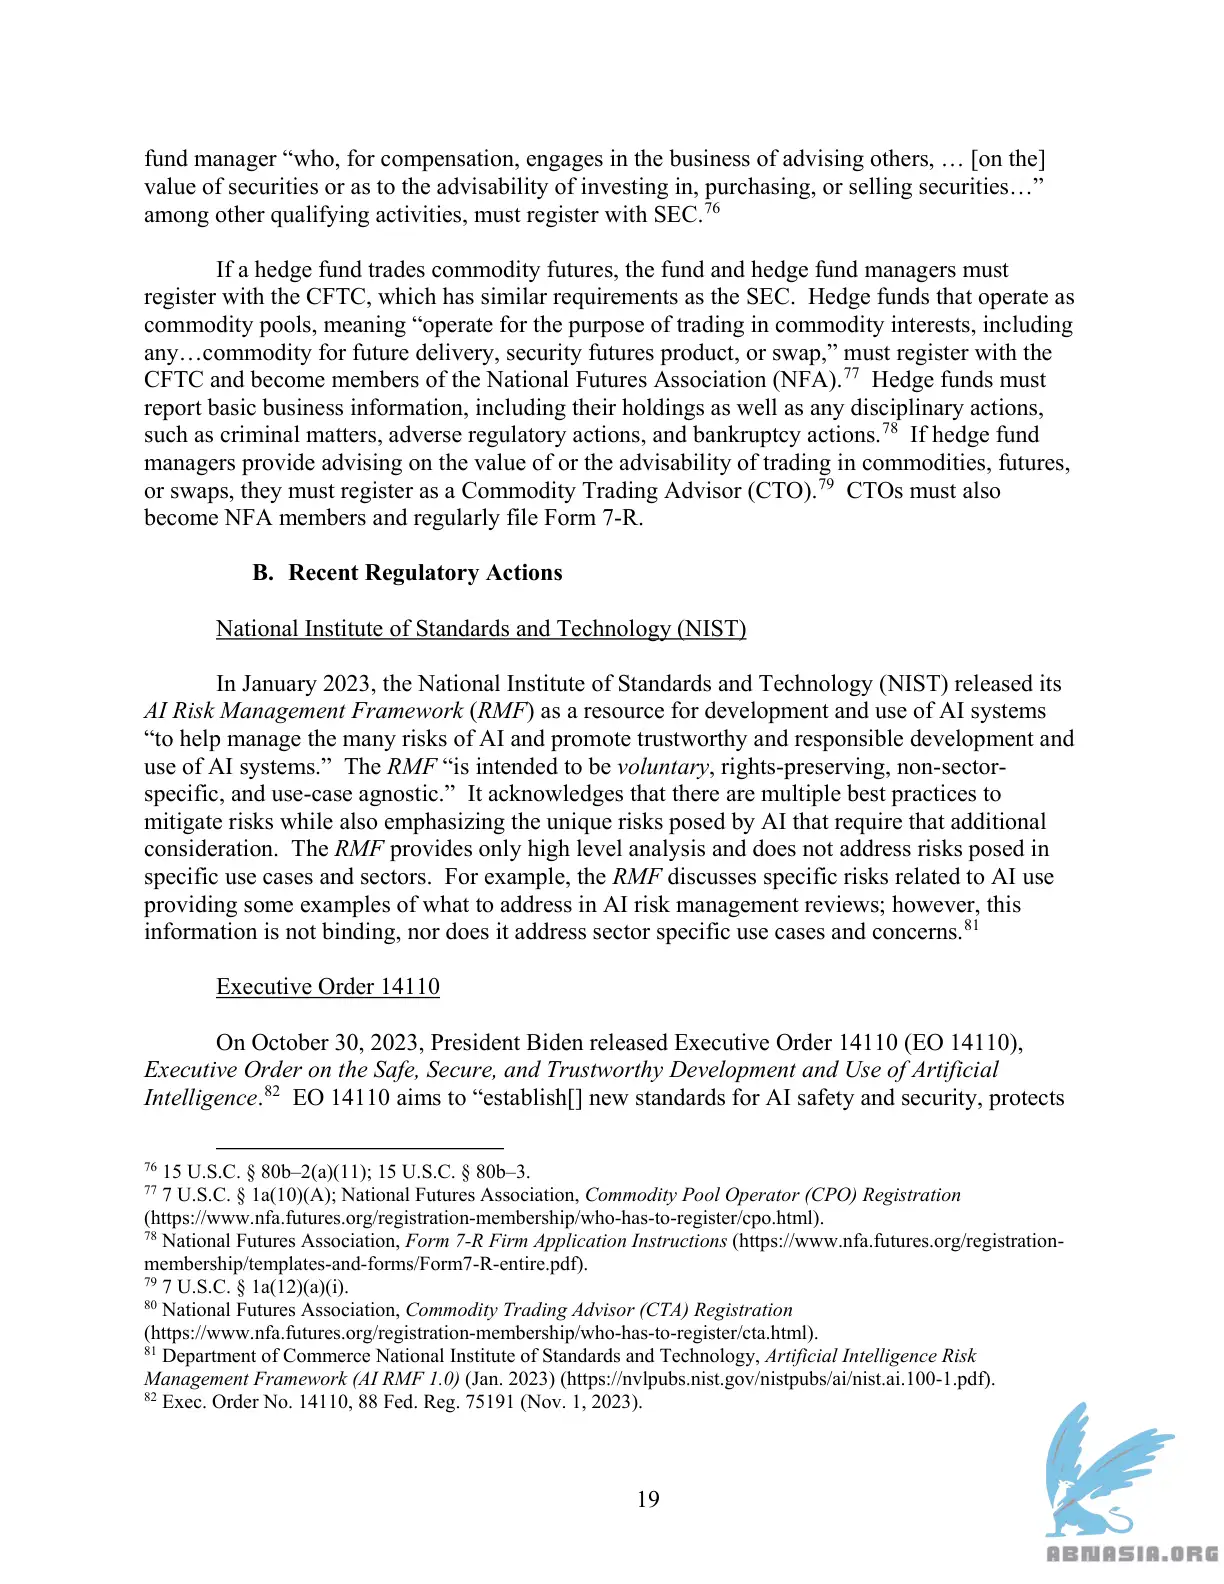 fund manager “who, for compensation, engages in the business of advising others, … [on the]
value of securities or as to the advisability of investing in, purchasing, or selling securities…”
among other qualifying activities, must register with SEC.76
If a hedge fund trades commodity futures, the fund and hedge fund managers must
register with the CFTC, which has similar requirements as the SEC.  Hedge funds that operate as
commodity pools, meaning “operate for the purpose of trading in commodity interests, including
any…commodity for future delivery, security futures product, or swap,” must register with the
CFTC and become members of the National Futures Association (NFA).77  Hedge funds must
report basic business information, including their holdings as well as any disciplinary actions,
such as criminal matters, adverse regulatory actions, and bankruptcy actions.78  If hedge fund
managers provide advising on the value of or the advisability of trading in commodities, futures,
or swaps, they must register as a Commodity Trading Advisor (CTO).79  CTOs must also
become NFA members and regularly file Form 7-R.
B. Recent Regulatory Actions
National Institute of Standards and Technology (NIST)
In January 2023, the National Institute of Standards and Technology (NIST) released its
AI Risk Management Framework (RMF) as a resource for development and use of AI systems
“to help manage the many risks of AI and promote trustworthy and responsible development and
use of AI systems.”  The RMF “is intended to be voluntary, rights-preserving, non-sector-
specific, and use-case agnostic.”  It acknowledges that there are multiple best practices to
mitigate risks while also emphasizing the unique risks posed by AI that require that additional
consideration.  The RMF provides only high level analysis and does not address risks posed in
specific use cases and sectors.  For example, the RMF discusses specific risks related to AI use
providing some examples of what to address in AI risk management reviews; however, this
information is not binding, nor does it address sector specific use cases and concerns.81
Executive Order 14110
On October 30, 2023, President Biden released Executive Order 14110 (EO 14110),
Executive Order on the Safe, Secure, and Trustworthy Development and Use of Artificial
Intelligence.82  EO 14110 aims to “establish[] new standards for AI safety and security, protects
76 15 U.S.C. § 80b–2(a)(11); 15 U.S.C. § 80b–3.
77 7 U.S.C. § 1a(10)(A); National Futures Association, Commodity Pool Operator (CPO) Registration
(https://www.nfa.futures.org/registration-membership/who-has-to-register/cpo.html).
78 National Futures Association, Form 7-R Firm Application Instructions (https://www.nfa.futures.org/registration-
membership/templates-and-forms/Form7-R-entire.pdf).
79 7 U.S.C. § 1a(12)(a)(i).
80 National Futures Association, Commodity Trading Advisor (CTA) Registration
(https://www.nfa.futures.org/registration-membership/who-has-to-register/cta.html).
81 Department of Commerce National Institute of Standards and Technology, Artificial Intelligence Risk
Management Framework (AI RMF 1.0) (Jan. 2023) (https://nvlpubs.nist.gov/nistpubs/ai/nist.ai.100-1.pdf).
82 Exec. Order No. 14110, 88 Fed. Reg. 75191 (Nov. 1, 2023).
19
ABNASIA.ORG